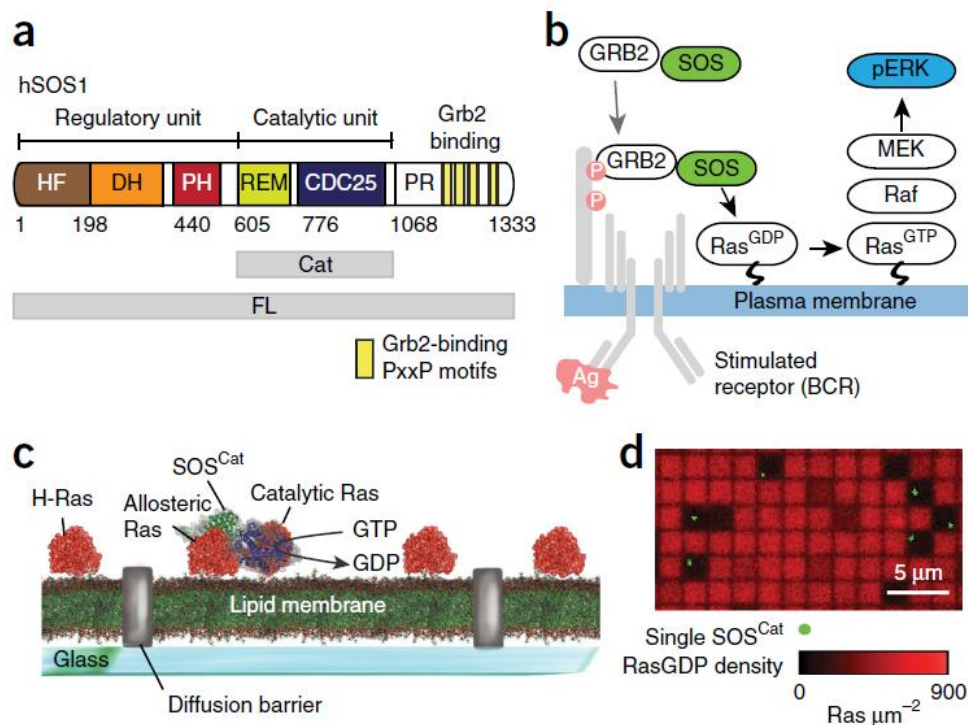 a
hSOS1
Regulatory unit
Catalytic unit
Grb2
binding
HF DH PH REM CDC25 PR
1 198 440 605 776 1068 1333
Cat
FL
Grb2-binding
PxxP motifs
b
GRB2 SOS
P GRB2 SOS
P
RasGDP
RasGTP
pERK
MEK
Raf
Plasma membrane
Ag
Stimulated
receptor (BCR)
c
SOSCat
H-Ras
Allosteric
Ras
Catalytic Ras
GTP
GDP
Lipid membrane
Glass
Diffusion barrier
d
5 μm
Single SOSCat
RasGDP density
0 900
Ras μm−2